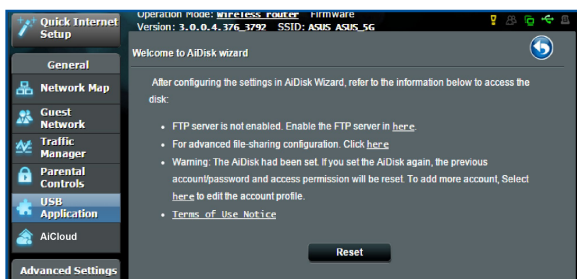 Quick Internet
Setup
Operation Mode: Wireless router Firmware
Version: 3.0.0.4.376_3792 SSID: ASUS ASUS_5G
General
Network Map
Guest
Network
Traffic
Manager
Parental
Controls
USB
Application
AiCloud
Advanced Settings
Welcome to AiDisk wizard
After configuring the settings in AiDisk Wizard, refer to the information below to access the
disk:
• FTP server is not enabled. Enable the FTP server in here.
• For advanced file-sharing configuration. Click here
• Warning: The AiDisk had been set. If you set the AiDisk again, the previous
account/password and access permission will be reset. To add more account, Select
here to edit the account profile.
• Terms of Use Notice
Reset